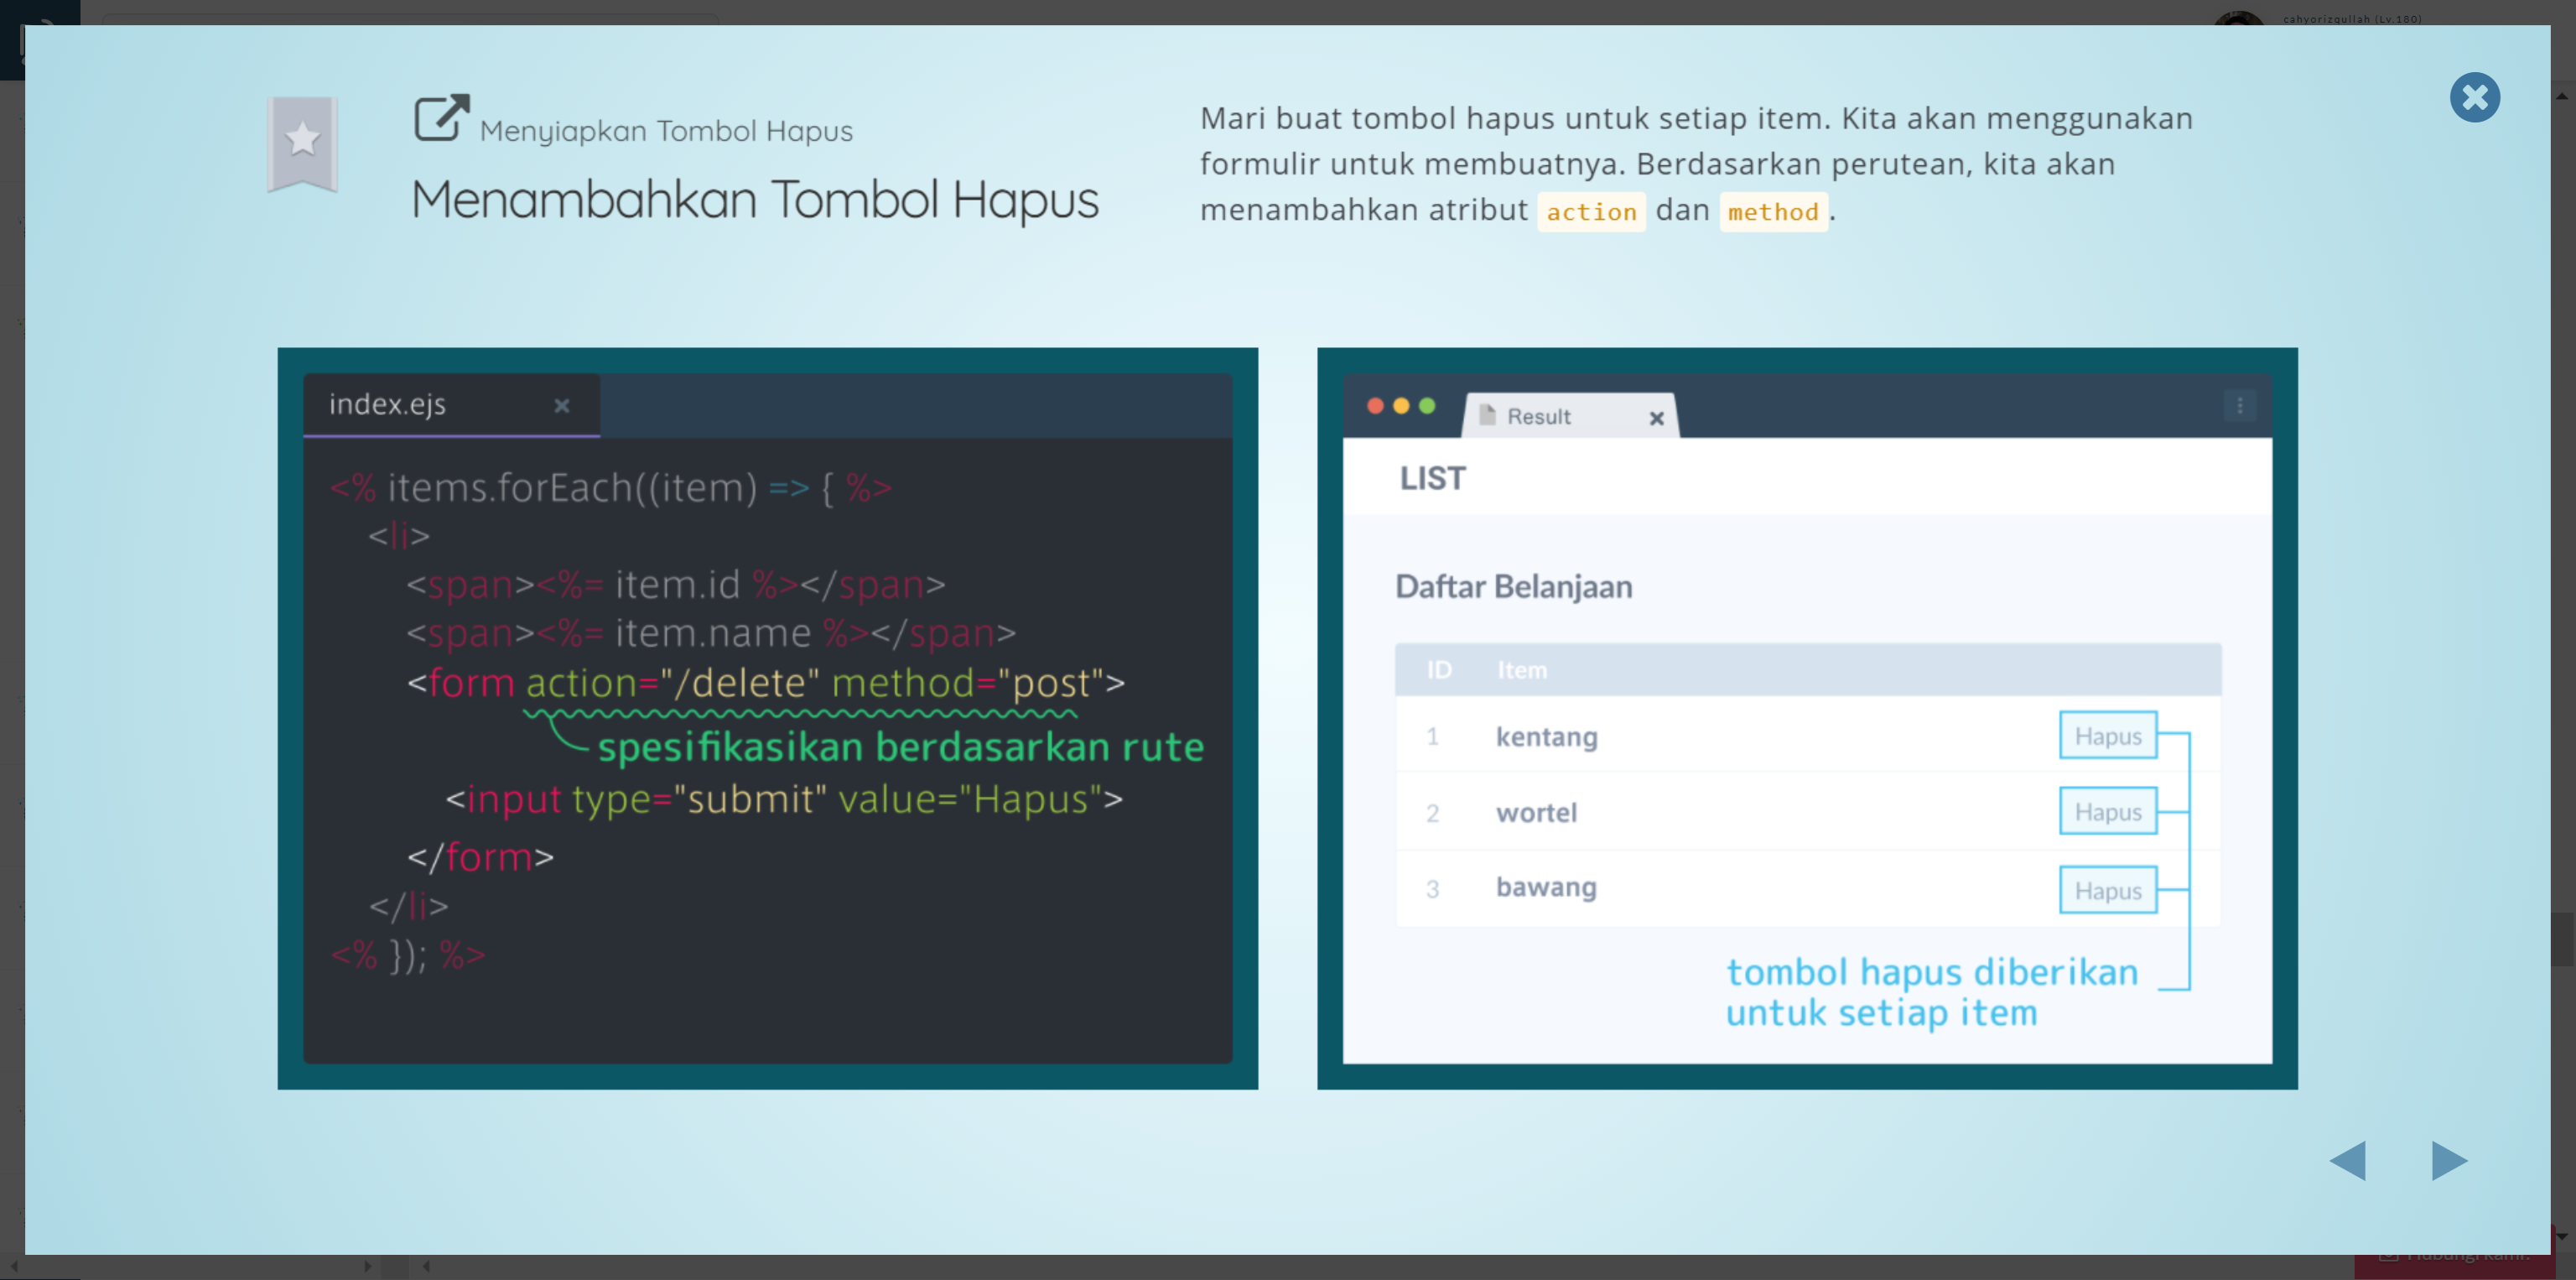 cahyorizqullah (Lv.180)
Menyiapkan Tombol Hapus
Menambahkan Tombol Hapus
Mari buat tombol hapus untuk setiap item. Kita akan menggunakan
formulir untuk membuatnya. Berdasarkan perutean, kita akan
menambahkan atribut action dan method.
index.ejs
<% items.forEach((item) => { %>
<li>
<span><%= item.id %></span>
<span><%= item.name %></span>
<form action="/delete" method="post">
spesifikasikan berdasarkan rute
<input type="submit" value="Hapus">
</form>
</li>
<% }); %>
Result
LIST
Daftar Belanjaan
ID Item
1 kentang Hapus
2 wortel Hapus
3 bawang Hapus
tombol hapus diberikan
untuk setiap item